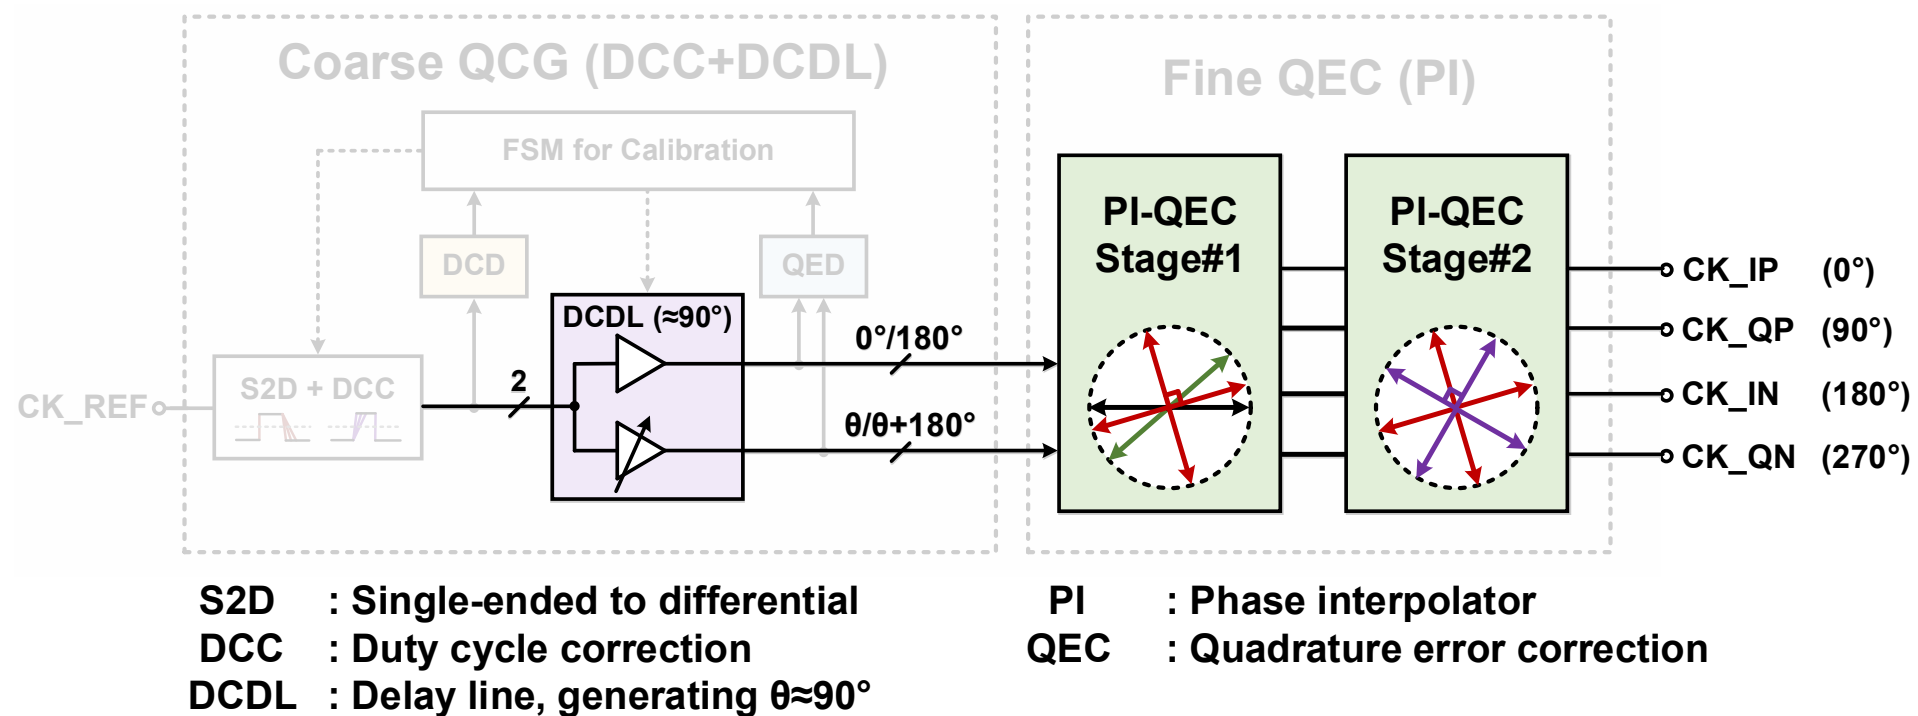 Coarse QCG (DCC+DCDL)
Fine QEC (PI)
FSM for Calibration
DCD
QED
S2D + DCC
CK_REF
2
DCDL (≈90°)
0°/180°
θ/θ+180°
PI-QEC
Stage#1
PI-QEC
Stage#2
CK_IP (0°)
CK_QP (90°)
CK_IN (180°)
CK_QN (270°)
S2D : Single-ended to differential
DCC : Duty cycle correction
DCDL : Delay line, generating θ≈90°
PI : Phase interpolator
QEC : Quadrature error correction